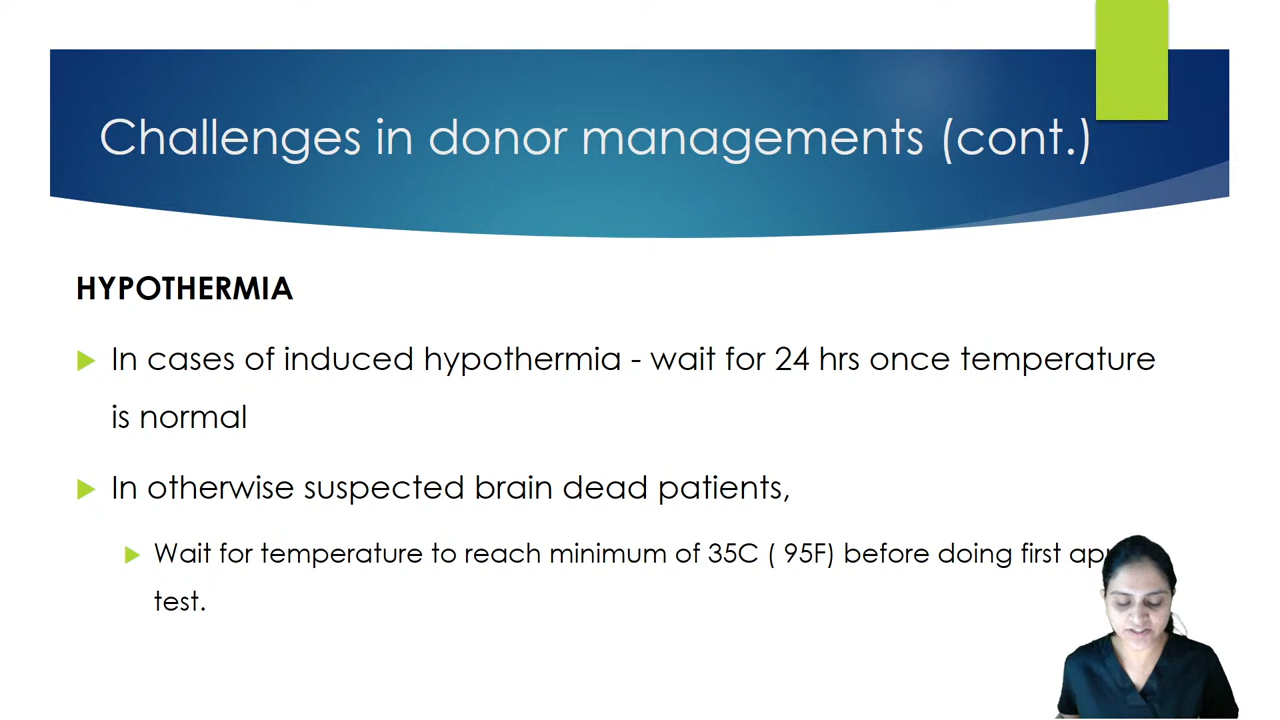 Challenges in donor managements (cont.)
HYPOTHERMIA
In cases of induced hypothermia - wait for 24 hrs once temperature
is normal
In otherwise suspected brain dead patients,
Wait for temperature to reach minimum of 35C ( 95F) before doing first
test.